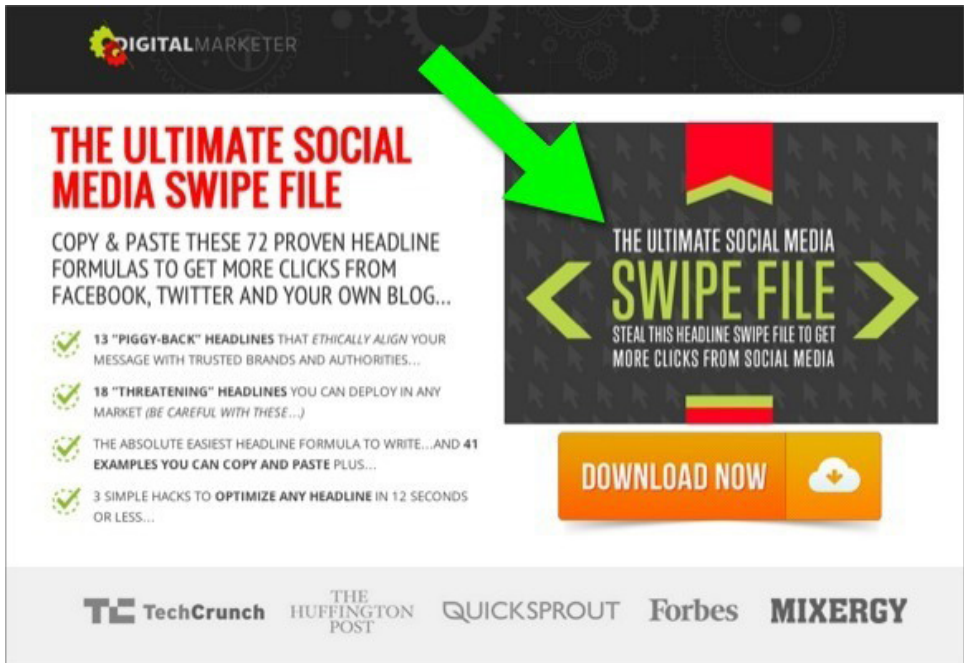 DIGITALMARKETER
THE ULTIMATE SOCIAL
MEDIA SWIPE FILE
COPY & PASTE THESE 72 PROVEN HEADLINE
FORMULAS TO GET MORE CLICKS FROM
FACEBOOK, TWITTER AND YOUR OWN BLOG...
13 "PIGGY-BACK" HEADLINES THAT ETHICALLY ALIGN YOUR
MESSAGE WITH TRUSTED BRANDS AND AUTHORITIES...
18 "THREATENING" HEADLINES YOU CAN DEPLOY IN ANY
MARKET (BE CAREFUL WITH THESE...)
THE ABSOLUTE EASIEST HEADLINE FORMULA TO WRITE...AND 41
EXAMPLES YOU CAN COPY AND PASTE PLUS...
3 SIMPLE HACKS TO OPTIMIZE ANY HEADLINE IN 12 SECONDS
OR LESS...
THE ULTIMATE SOCIAL MEDIA
SWIPE FILE
STEAL THIS HEADLINE SWIPE FILE TO GET
MORE CLICKS FROM SOCIAL MEDIA
DOWNLOAD NOW
TechCrunch
THE
HUFFINGTON
POST
QUICKSPROUT
Forbes
MIXERGY